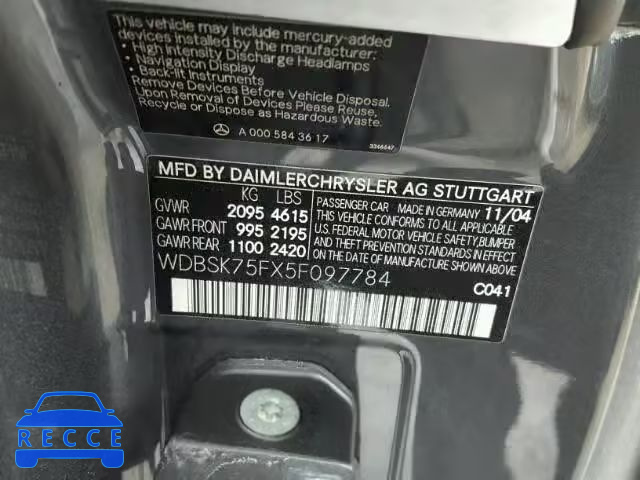 This vehicle may include mercury-added
devices installed by the manufacturer:
• High Intensity Discharge Headlamps
• Navigation Display
• Back-lit Instruments
Remove Devices Before Vehicle Disposal.
Upon Removal of Devices Please Reuse,
Recycle or Dispose as Hazardous Waste.
A 000 584 36 17
3346647
MFD BY DAIMLERCHRYSLER AG STUTTGART
KG LBS
GVWR 2095 4615
GAWR FRONT 995 2195
GAWR REAR 1100 2420
PASSENGER CAR MADE IN GERMANY 11/04
THIS VEHICLE CONFORMS TO ALL APPLICABLE
U.S. FEDERAL MOTOR VEHICLE SAFETY, BUMPER,
AND THEFT PREVENTION STANDARDS IN EFFECT
ON THE DATE OF MANUFACTURE SHOWN ABOVE.
WDBSK75FX5F097784
C041
RECCE